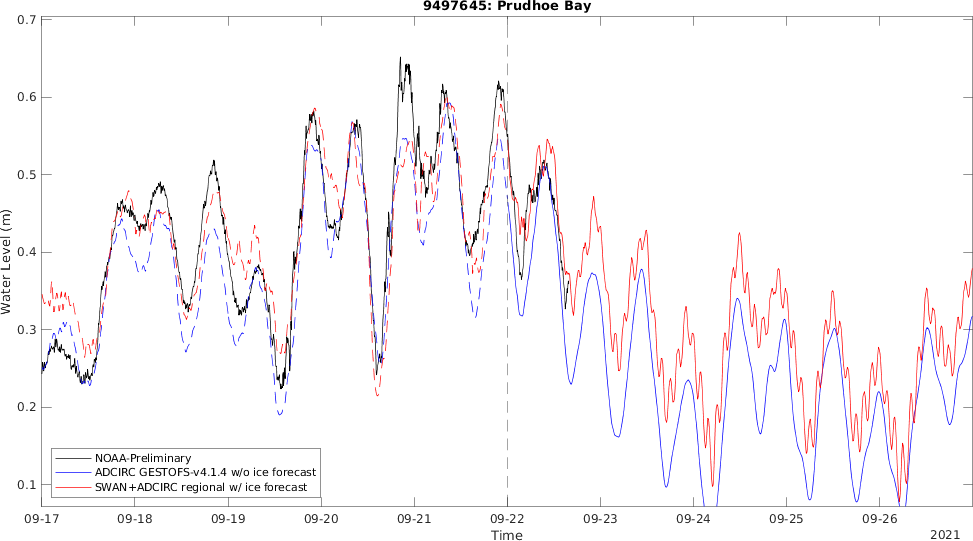 9497645: Prudhoe Bay
0.7
0.6
0.5
0.4
0.3
0.2
0.1
Water Level (m)
NOAA-Preliminary
ADCIRC GESTOFS-v4.1.4 w/o ice forecast
SWAN+ADCIRC regional w/ ice forecast
09-17 09-18 09-19 09-20 09-21 09-22 09-23 09-24 09-25 09-26
Time
2021